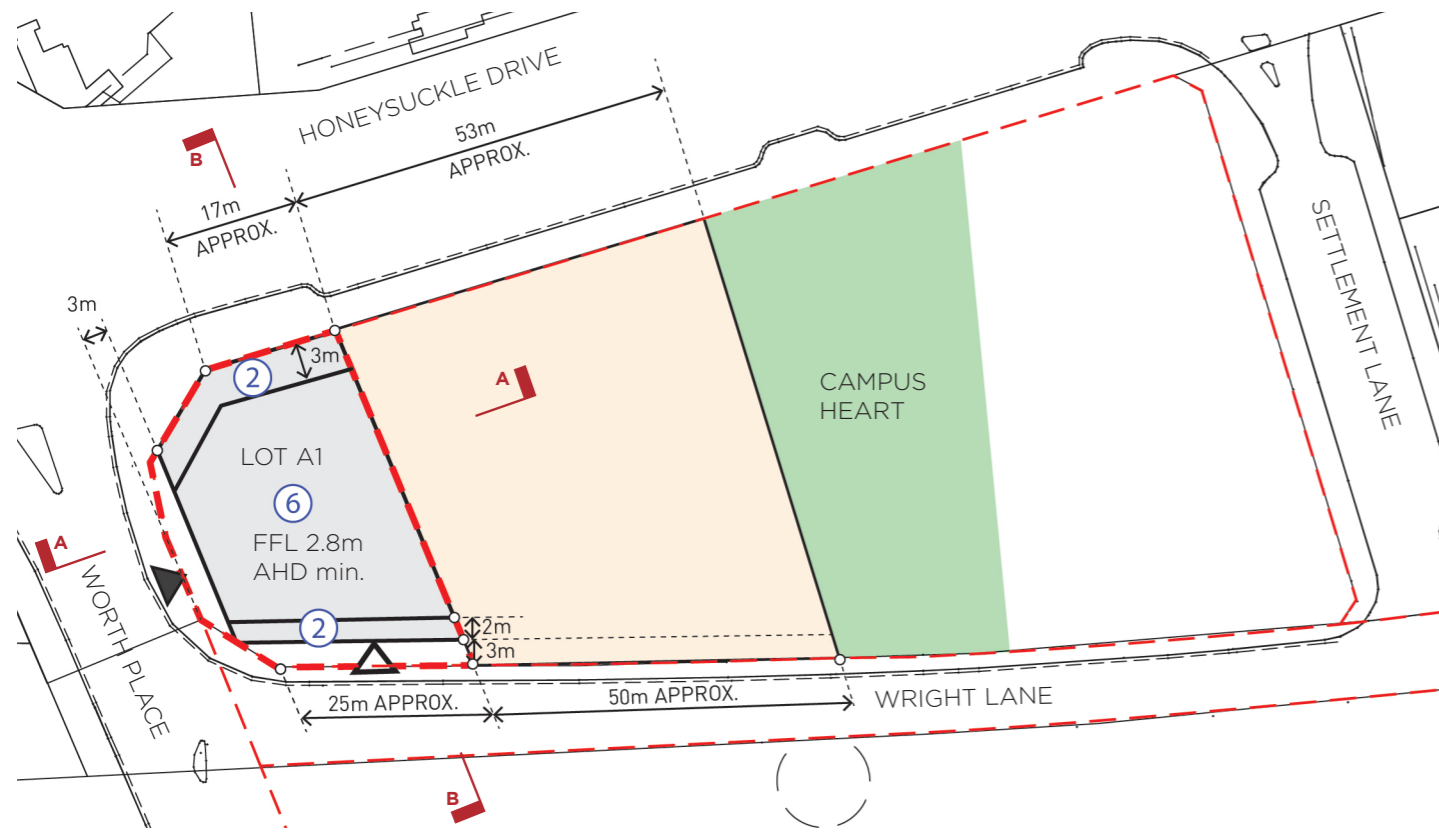 HONEYSUCKLE DRIVE
53m
APPROX.
B
17m
APPROX.
3m
3m
2
A
CAMPUS
HEART
SETTLEMENT LANE
LOT A1
6
FFL 2.8m
AHD min.
A
WORTH PLACE
2
2m
3m
25m APPROX.
50m APPROX.
WRIGHT LANE
B